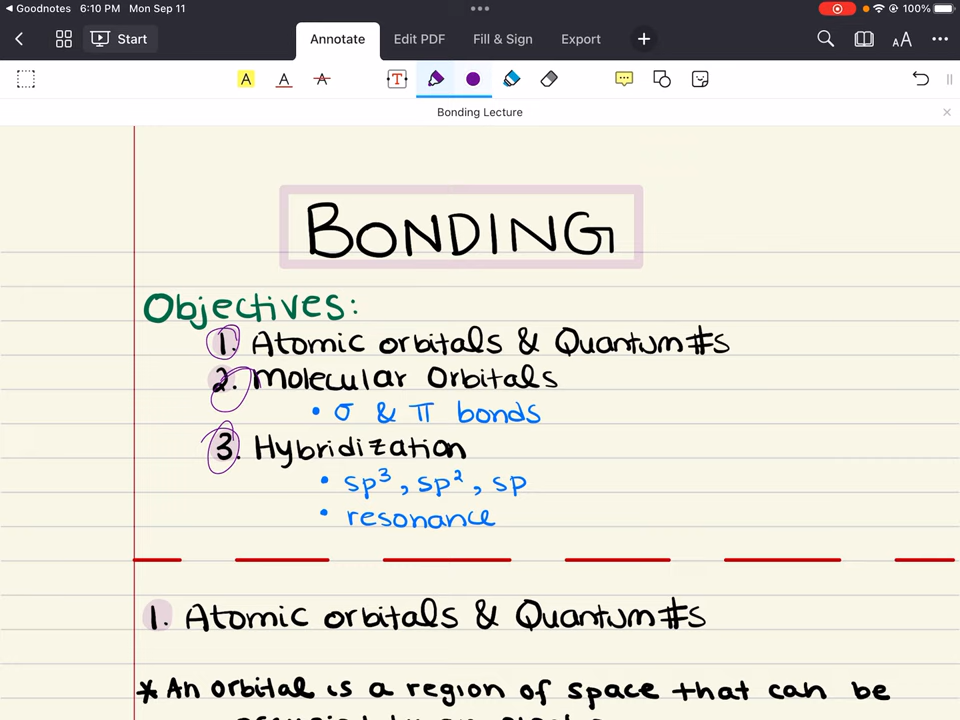 Goodnotes 6:10 PM Mon Sep 11 100%
Start Annotate Edit PDF Fill & Sign Export
A A A T AA
Bonding Lecture
BONDING
Objectives:
1. Atomic orbitals & Quantum #s
2. Molecular Orbitals
• σ & π bonds
3. Hybridization
• sp³, sp², sp
• resonance
1. Atomic orbitals & Quantum #s
* An orbital is a region of space that can be